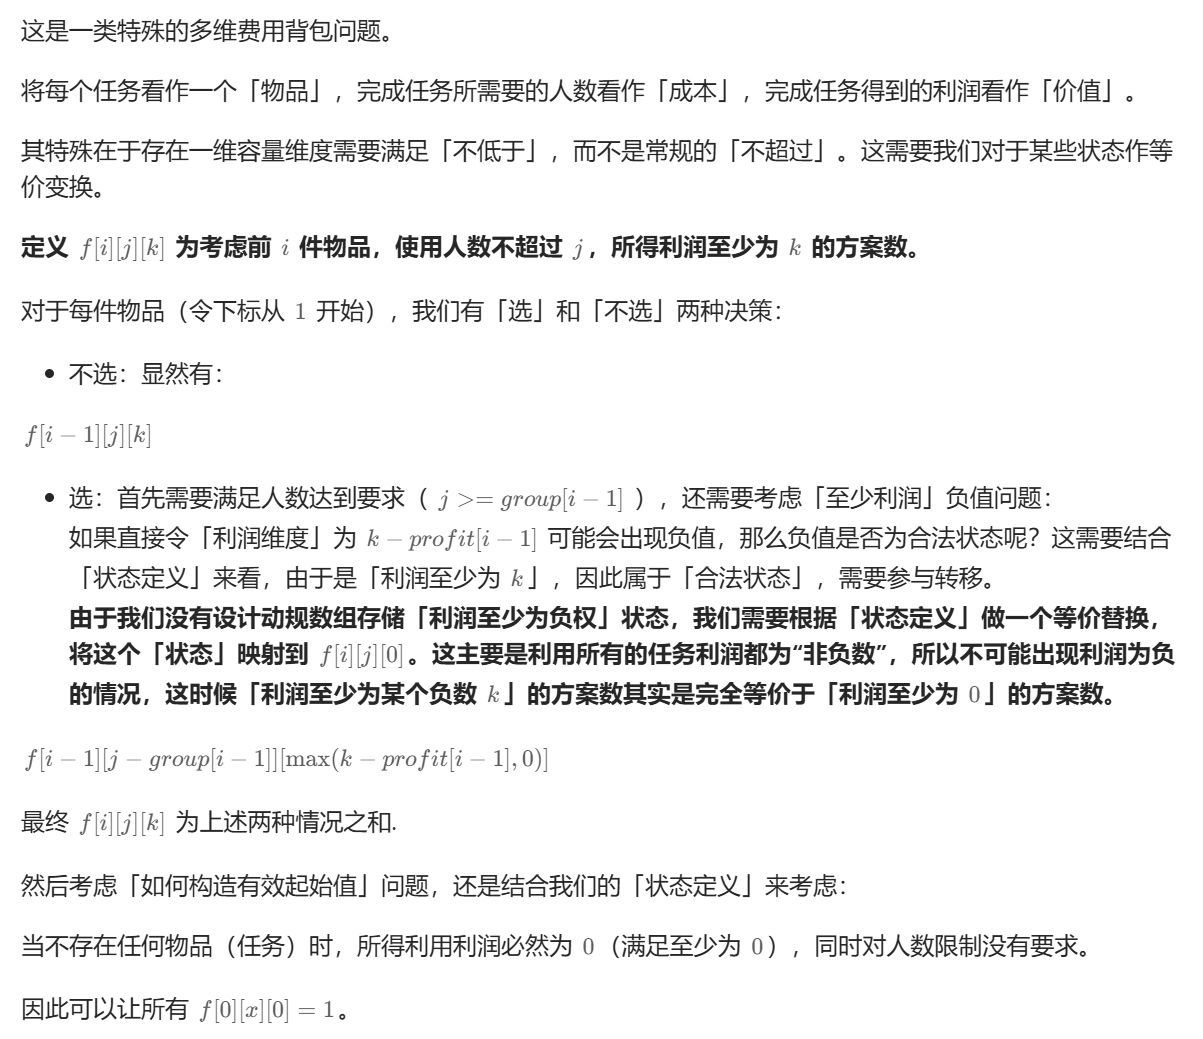 这是一类特殊的多维费用背包问题。
将每个任务看作一个「物品」，完成任务所需要的人数看作「成本」，完成任务得到的利润看作「价值」。
其特殊在于存在一维容量维度需要满足「不低于」，而不是常规的「不超过」。这需要我们对于某些状态作等
价变换。
定义 f[i][j][k] 为考虑前 i 件物品，使用人数不超过 j，所得利润至少为 k 的方案数。
对于每件物品（令下标从 1 开始），我们有「选」和「不选」两种决策：
• 不选：显然有：
f[i − 1][j][k]
• 选：首先需要满足人数达到要求（ j >= group[i − 1] ），还需要考虑「至少利润」负值问题：
如果直接令「利润维度」为 k − profit[i − 1] 可能会出现负值，那么负值是否为合法状态呢？这需要结合
「状态定义」来看，由于是「利润至少为 k」，因此属于「合法状态」，需要参与转移。
由于我们没有设计动规数组存储「利润至少为负权」状态，我们需要根据「状态定义」做一个等价替换，
将这个「状态」映射到 f[i][j][0]。这主要是利用所有的任务利润都为“非负数”，所以不可能出现利润为负
的情况，这时候「利润至少为某个负数 k」的方案数其实是完全等价于「利润至少为 0」的方案数。
f[i − 1][j − group[i − 1]][max(k − profit[i − 1], 0)]
最终 f[i][j][k] 为上述两种情况之和.
然后考虑「如何构造有效起始值」问题，还是结合我们的「状态定义」来考虑：
当不存在任何物品（任务）时，所得利用利润必然为 0（满足至少为 0），同时对人数限制没有要求。
因此可以让所有 f[0][x][0] = 1。